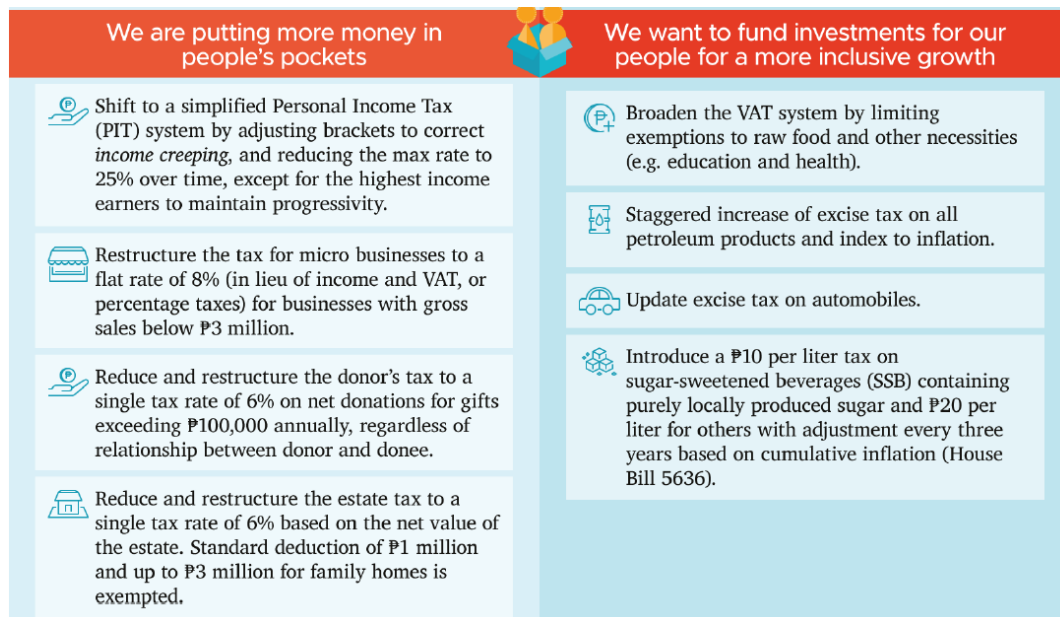 We are putting more money in
people's pockets
Shift to a simplified Personal Income Tax
(PIT) system by adjusting brackets to correct
income creeping, and reducing the max rate to
25% over time, except for the highest income
earners to maintain progressivity.
Restructure the tax for micro businesses to a
flat rate of 8% (in lieu of income and VAT, or
percentage taxes) for businesses with gross
sales below ₱3 million.
Reduce and restructure the donor's tax to a
single tax rate of 6% on net donations for gifts
exceeding ₱100,000 annually, regardless of
relationship between donor and donee.
Reduce and restructure the estate tax to a
single tax rate of 6% based on the net value of
the estate. Standard deduction of ₱1 million
and up to ₱3 million for family homes is
exempted.
We want to fund investments for our
people for a more inclusive growth
Broaden the VAT system by limiting
exemptions to raw food and other necessities
(e.g. education and health).
Staggered increase of excise tax on all
petroleum products and index to inflation.
Update excise tax on automobiles.
Introduce a ₱10 per liter tax on
sugar-sweetened beverages (SSB) containing
purely locally produced sugar and ₱20 per
liter for others with adjustment every three
years based on cumulative inflation (House
Bill 5636).